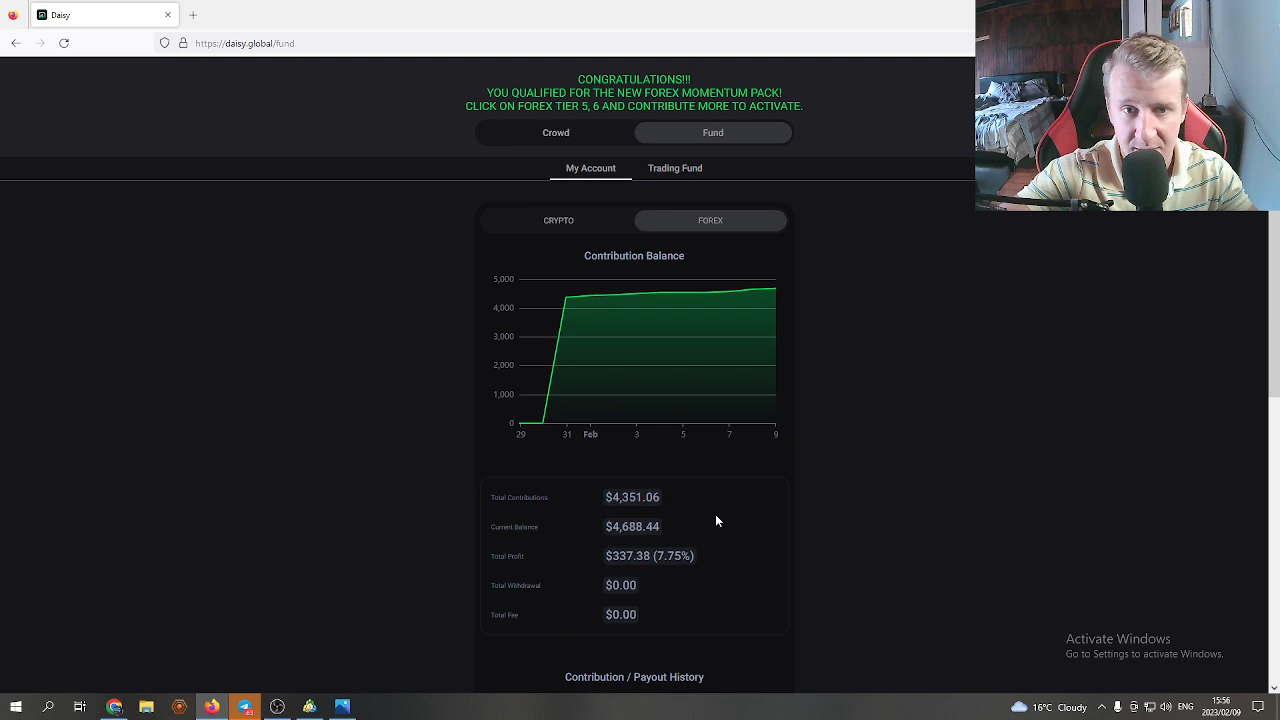 Daisy
https://daisy.global/fund
CONGRATULATIONS!!!
YOU QUALIFIED FOR THE NEW FOREX MOMENTUM PACK!
CLICK ON FOREX TIER 5, 6 AND CONTRIBUTE MORE TO ACTIVATE.
Crowd Fund
My Account Trading Fund
CRYPTO FOREX
Contribution Balance
5,000
4,000
3,000
2,000
1,000
0
29 31 Feb 3 5 7 9
Total Contributions $4,351.06
Current Balance $4,688.44
Total Profit $337.38 (7.75%)
Total Withdrawal $0.00
Total Fee $0.00
Contribution / Payout History
Activate Windows
Go to Settings to activate Windows.
16°C Cloudy ENG 15:56
2023/02/09